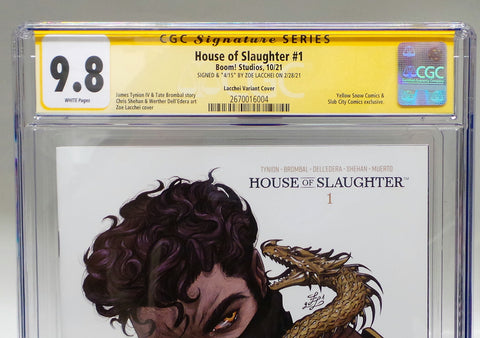 CGC Signature SERIES
9.8
WHITE Pages
House of Slaughter #1
Boom! Studios, 10/21
SIGNED & "4/15" BY ZOE LACCHEI ON 2/28/21
Lacchei Variant Cover
2670016004
James Tynion IV & Tate Brombal story
Chris Shehan & Werther Dell'Edera art
Zoe Lacchei cover
Yellow Snow Comics &
Slab City Comics exclusive.
CGC
TYNION • BROMBAL • DELL'EDERA • SHEHAN • MUERTO
HOUSE OF SLAUGHTER™
1